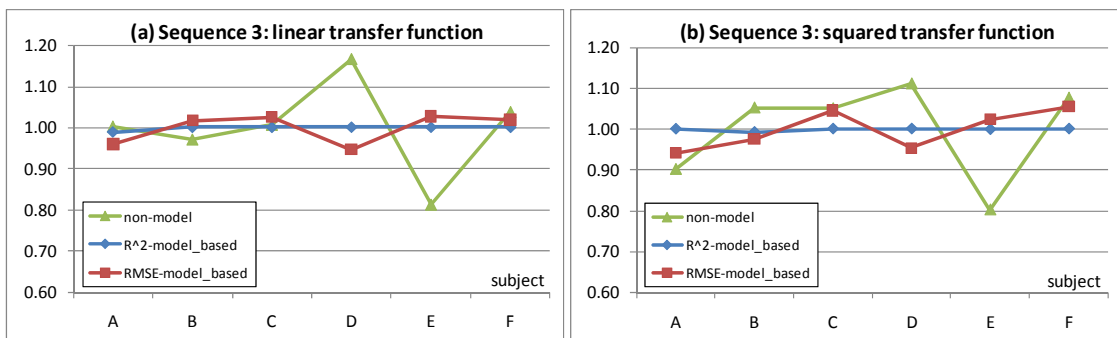 (a) Sequence 3: linear transfer function
1.20
1.10
1.00
0.90
0.80
0.70
0.60
non-model
R^2-model_based
RMSE-model_based
subject
A B C D E F
(b) Sequence 3: squared transfer function
1.20
1.10
1.00
0.90
0.80
0.70
0.60
non-model
R^2-model_based
RMSE-model_based
subject
A B C D E F